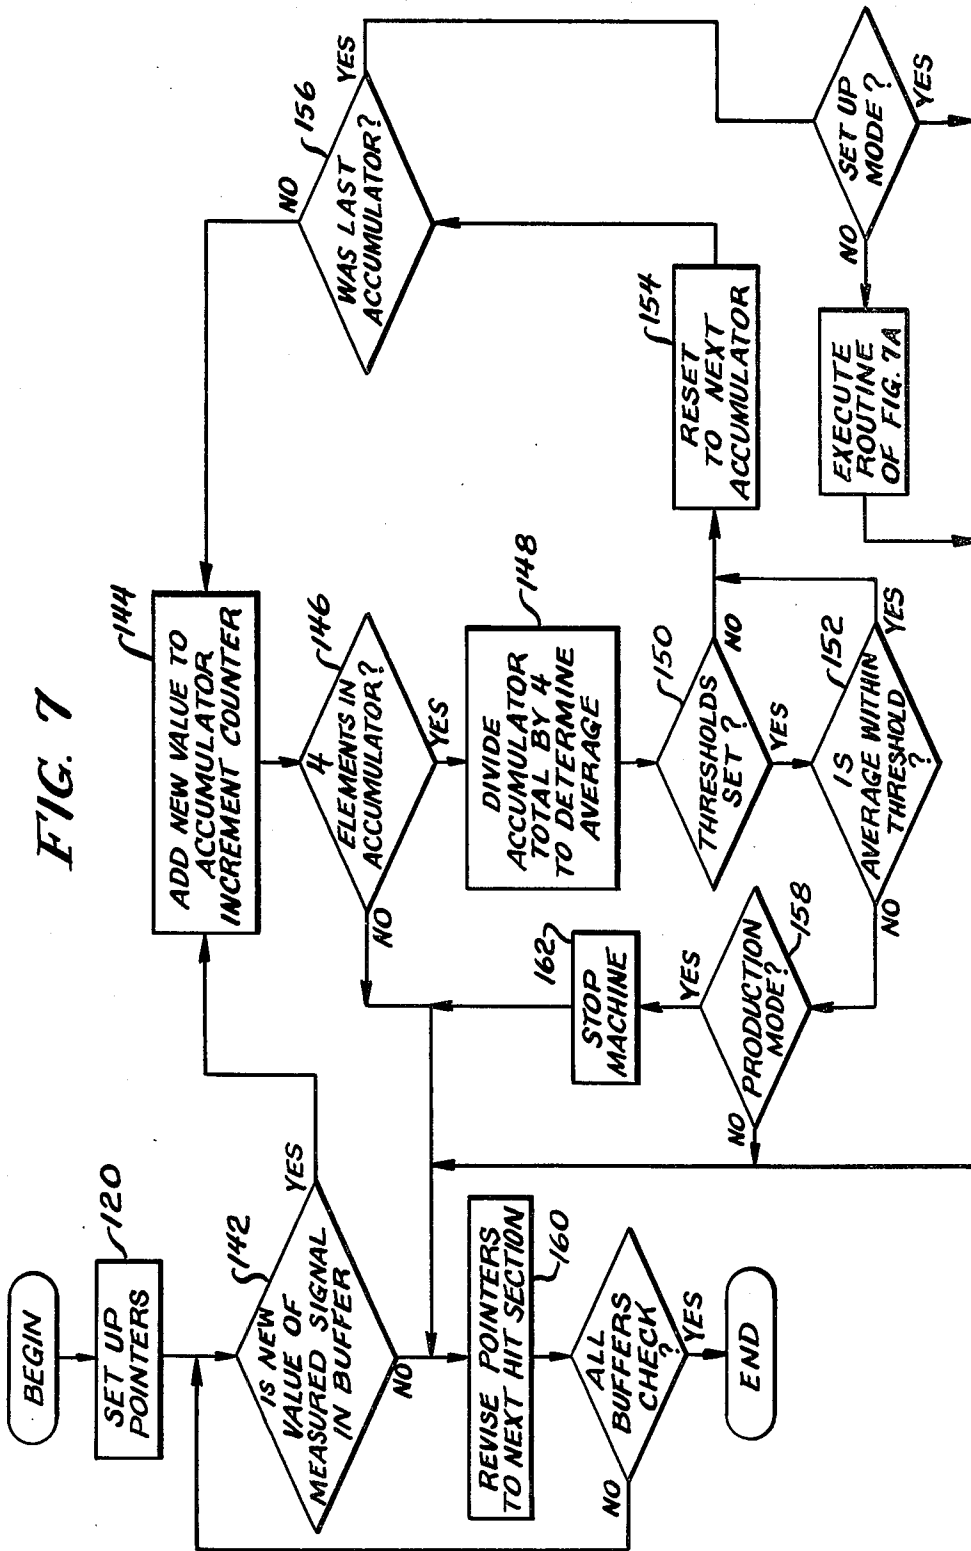 FIG. 7
BEGIN
120
SET UP
POINTERS
142
IS NEW
VALUE OF
MEASURED SIGNAL
IN BUFFER
YES
NO
REVISE POINTERS
TO NEXT HIT SECTION
160
ALL
BUFFERS
CHECK
?
NO
YES
END
144
ADD NEW VALUE TO
ACCUMULATOR
INCREMENT COUNTER
146
4
ELEMENTS IN
ACCUMULATOR?
NO
YES
148
DIVIDE
ACCUMULATOR
TOTAL BY 4
TO DETERMINE
AVERAGE
150
THRESHOLDS
SET?
NO
YES
152
IS
AVERAGE WITHIN
THRESHOLD
?
YES
NO
158
PRODUCTION
MODE?
YES
NO
162
STOP
MACHINE
154
RESET
TO NEXT
ACCUMULATOR
156
WAS LAST
ACCUMULATOR?
NO
YES
SET UP
MODE?
NO
YES
EXECUTE
ROUTINE
OF FIG. 7A